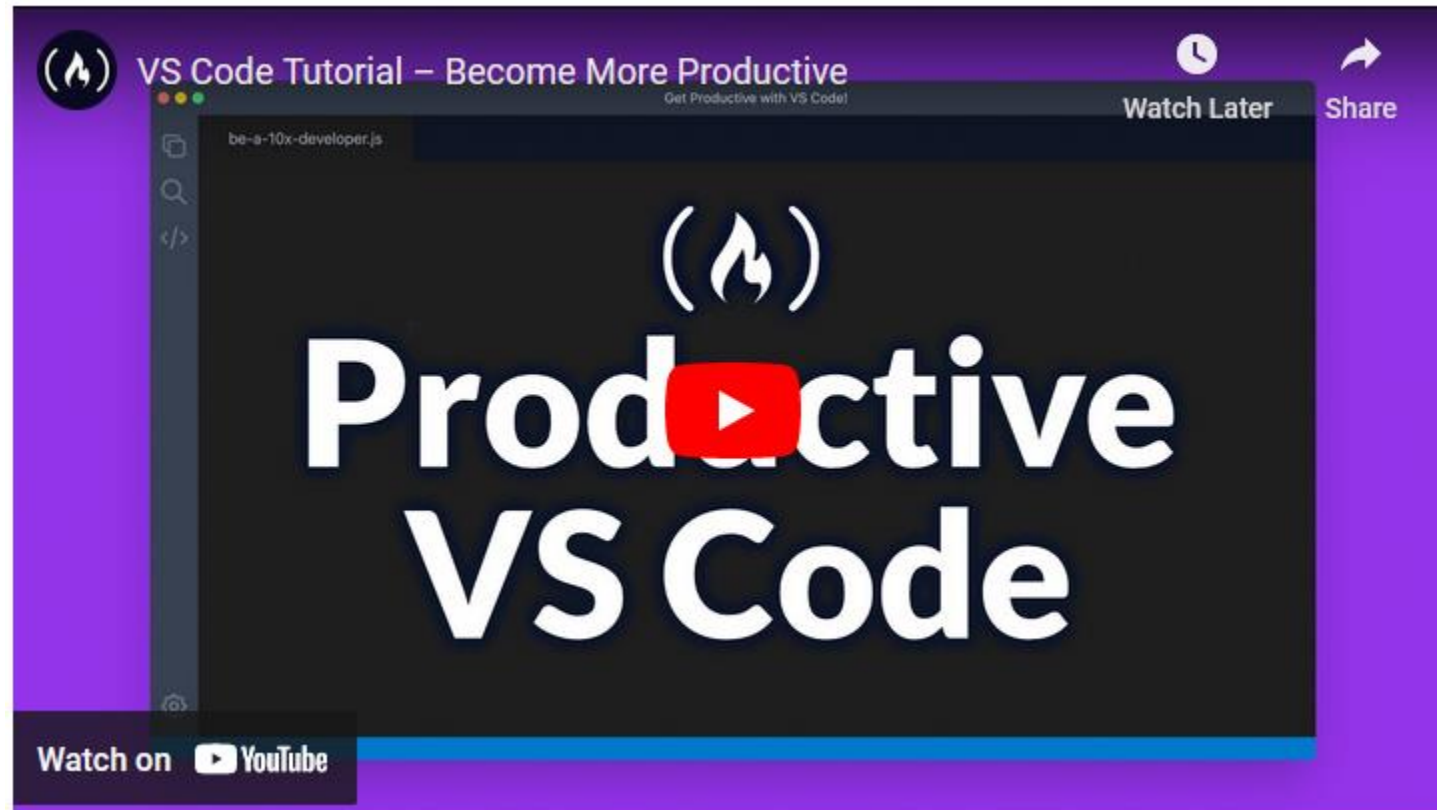 VS Code Tutorial – Become More Productive
Get Productive with VS Code!
Watch Later
Share
be-a-10x-developer.js
Productive
VS Code
Watch on YouTube